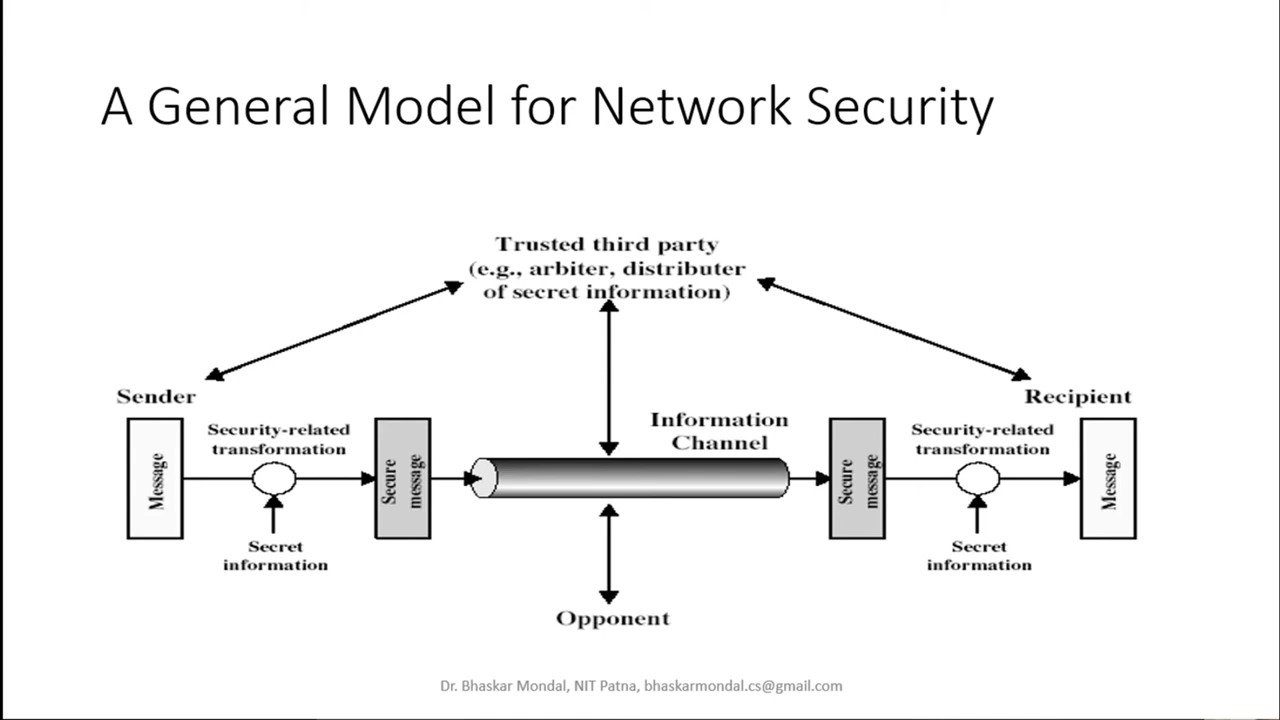 A General Model for Network Security
Trusted third party
(e.g., arbiter, distributer
of secret information)
Sender
Recipient
Information
Channel
Security-related
transformation
Security-related
transformation
Message
Secure
message
Secure
message
Message
Secret
information
Secret
information
Opponent
Dr. Bhaskar Mondal, NIT Patna, bhaskarmondal.cs@gmail.com